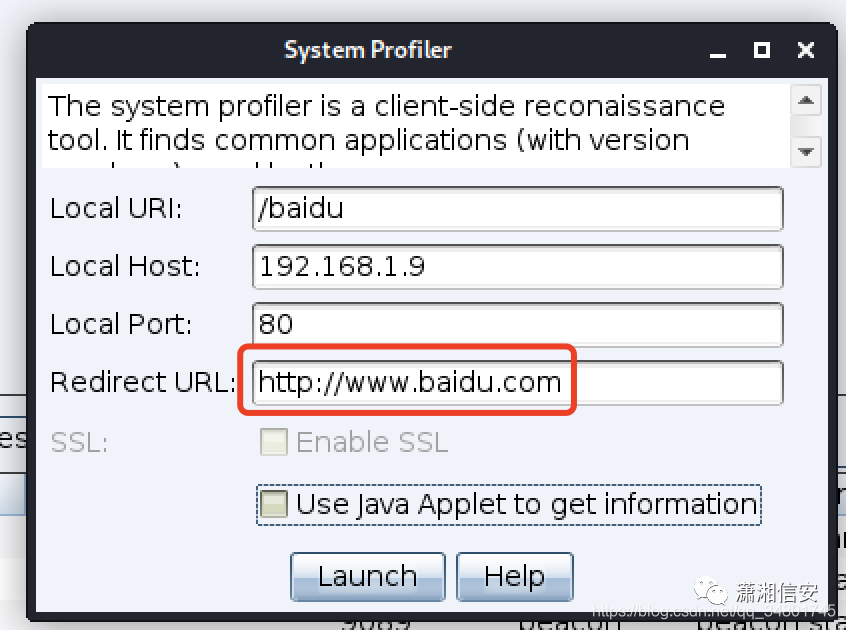 System Profiler
The system profiler is a client-side reconaissance
tool. It finds common applications (with version
Local URI: /baidu
Local Host: 192.168.1.9
Local Port: 80
Redirect URL: http://www.baidu.com
es
SSL: Enable SSL
Use Java Applet to get information
Launch Help
潇湘信安
https://blog.csdn.net/qq_34801745